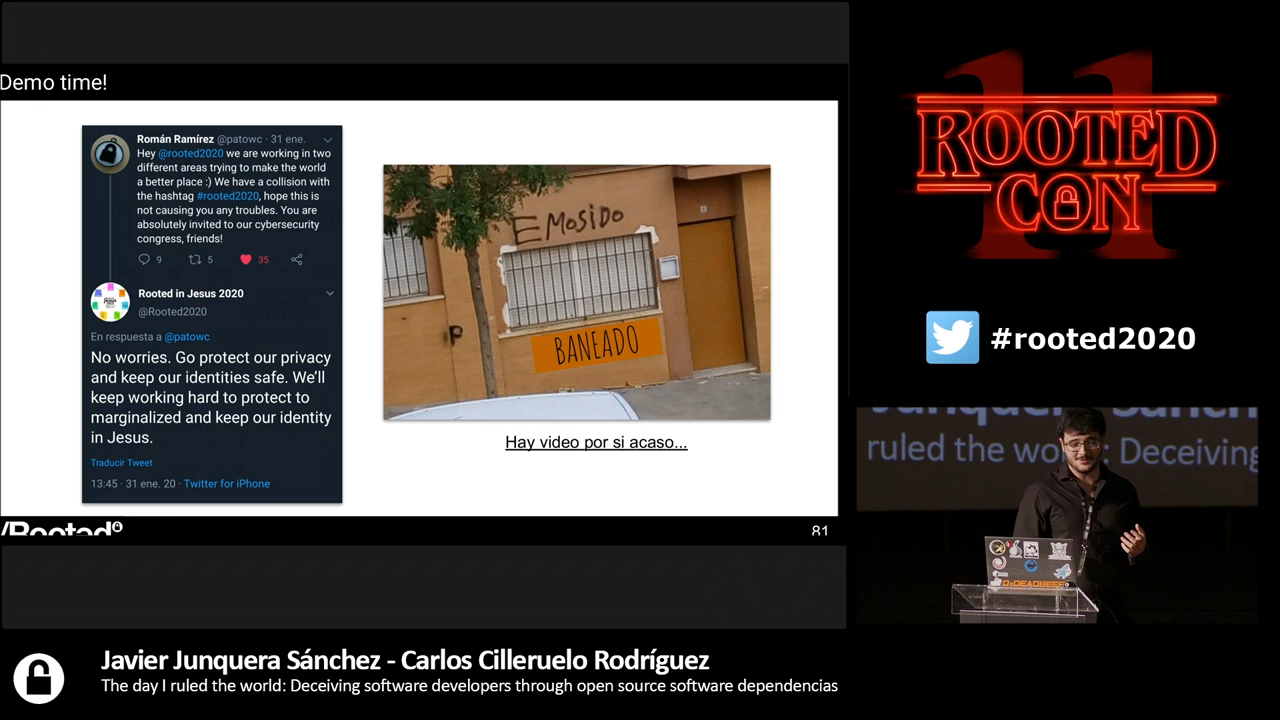 Demo time!
Román Ramírez @patowc · 31 ene.
Hey @rooted2020 we are working in two
different areas trying to make the world
a better place :) We have a collision with
the hashtag #rooted2020, hope this is
not causing you any troubles. You are
absolutely invited to our cybersecurity
congress, friends!
9 5 35
Rooted in Jesus 2020
@Rooted2020
En respuesta a @patowc
No worries. Go protect our privacy
and keep our identities safe. We'll
keep working hard to protect to
marginalized and keep our identity
in Jesus.
Traducir Tweet
13:45 · 31 ene. 20 · Twitter for iPhone
EMOSIDO
BANEADO
Hay video por si acaso...
/Rooted
81
11
ROOTED
CON
#rooted2020
ruled the wo : Deceiving
0xDEADBEEF
Javier Junquera Sánchez - Carlos Cilleruelo Rodríguez
The day I ruled the world: Deceiving software developers through open source software dependencias